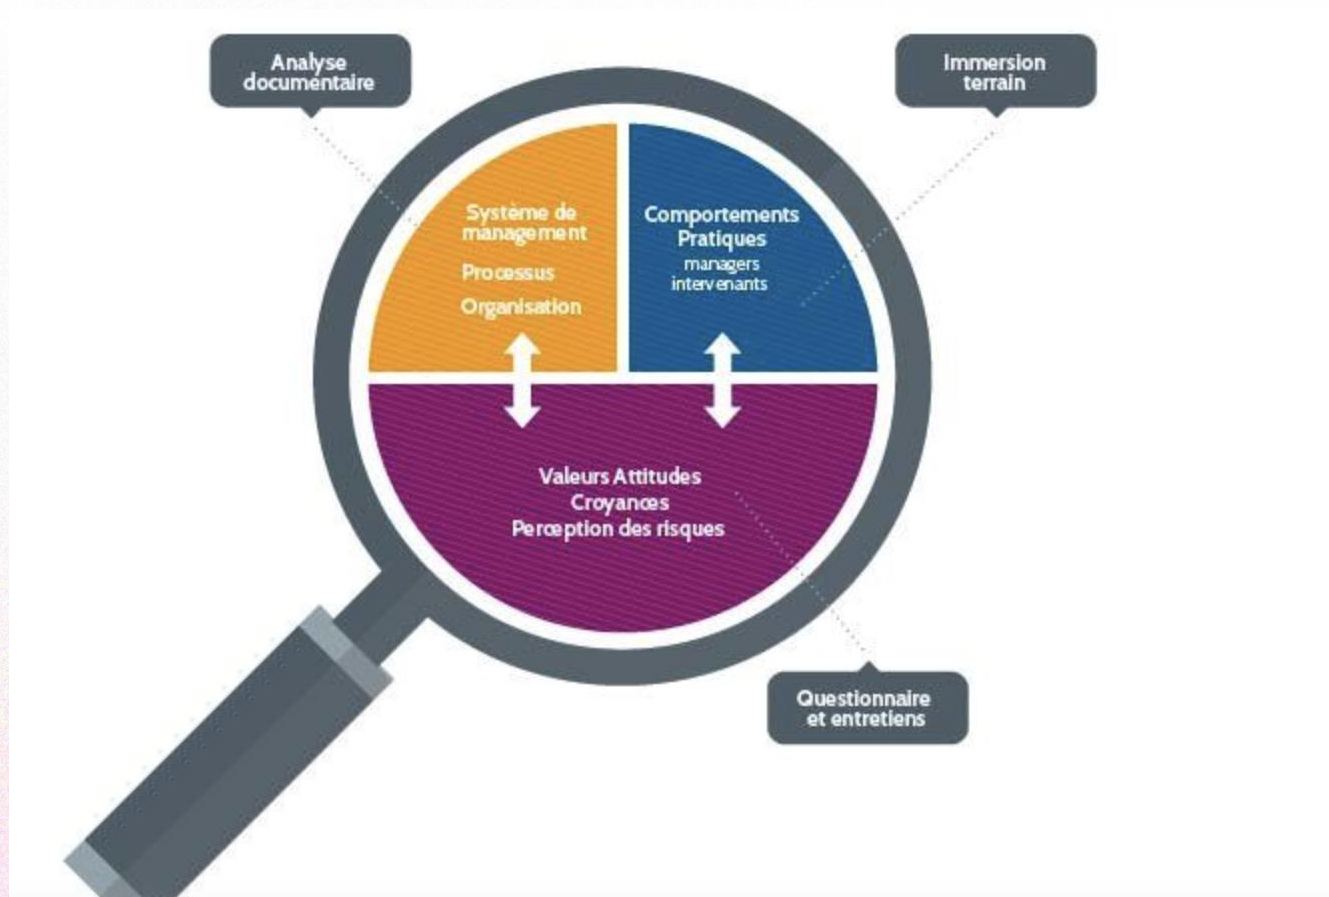 Analyse
documentaire
Immersion
terrain
Système de
management
Processus
Organisation
Comportements
Pratiques
managers
intervenants
Valeurs Attitudes
Croyances
Perception des risques
Questionnaire
et entretiens